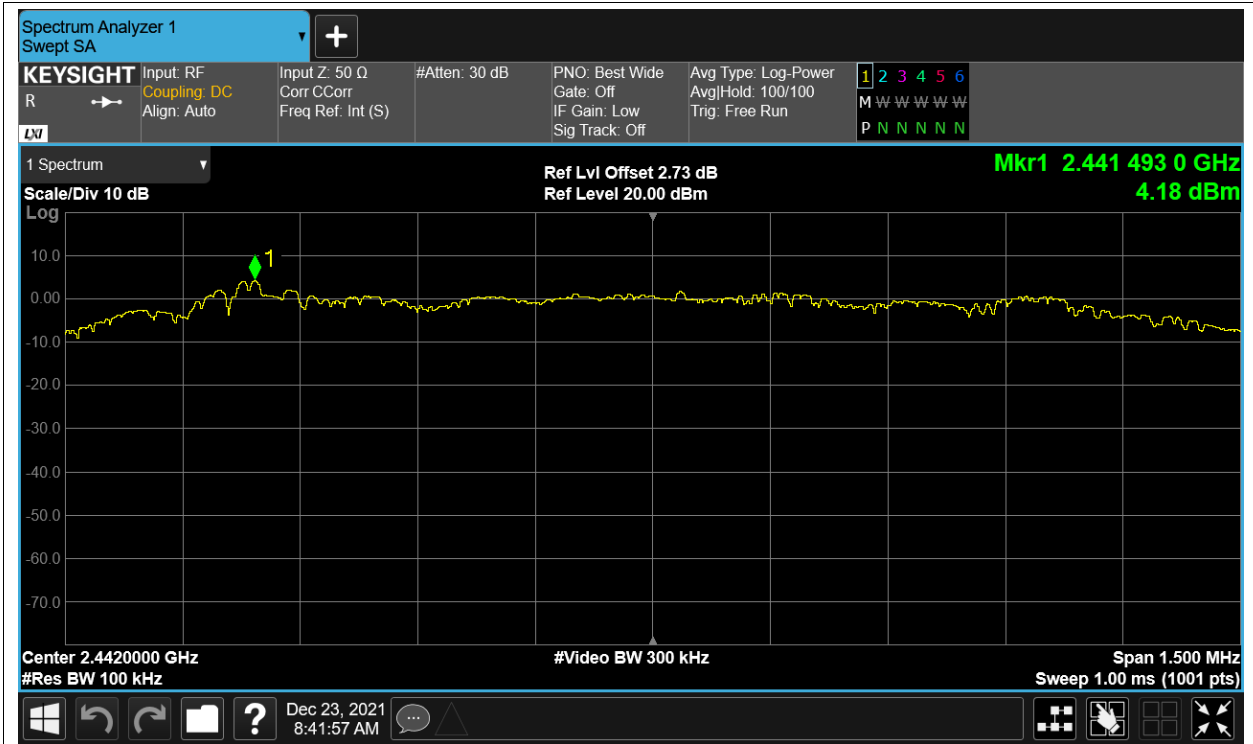 Spectrum Analyzer 1
Swept SA
KEYSIGHT
R
LXI
Input: RF
Coupling: DC
Align: Auto
Input Z: 50 Ω
Corr CCorr
Freq Ref: Int (S)
#Atten: 30 dB
PNO: Best Wide
Gate: Off
IF Gain: Low
Sig Track: Off
Avg Type: Log-Power
Avg|Hold: 100/100
Trig: Free Run
1 2 3 4 5 6
M W W W W W
P N N N N N
1 Spectrum
Scale/Div 10 dB
Log
Ref Lvl Offset 2.73 dB
Ref Level 20.00 dBm
Mkr1 2.441 493 0 GHz
4.18 dBm
1
10.0
0.00
-10.0
-20.0
-30.0
-40.0
-50.0
-60.0
-70.0
Center 2.4420000 GHz
#Res BW 100 kHz
#Video BW 300 kHz
Span 1.500 MHz
Sweep 1.00 ms (1001 pts)
?
Dec 23, 2021
8:41:57 AM